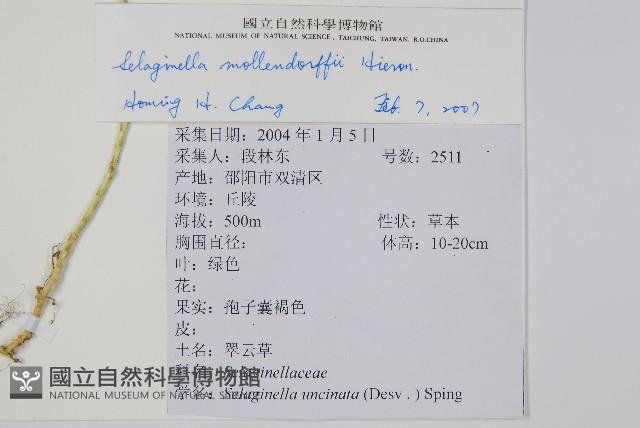 國立自然科學博物館
NATIONAL MUSEUM OF NATURAL SCIENCE, TAICHUNG, TAIWAN, R.O.CHINA
Selaginella mollendorffii Hieron.
Homing H. Chang Feb. 7, 2007
采集日期：2004 年 1 月 5 日
采集人：段林东 号数：2511
产地：邵阳市双清区
环境：丘陵
海拔：500m 性状：草本
胸围直径： 体高：10-20cm
叶：绿色
花：
果实：孢子囊褐色
皮：
土名：翠云草
科名：Selaginellaceae
学名：Selaginella uncinata (Desv . ) Sping
國立自然科學博物館
NATIONAL MUSEUM OF NATURAL SCIENCE